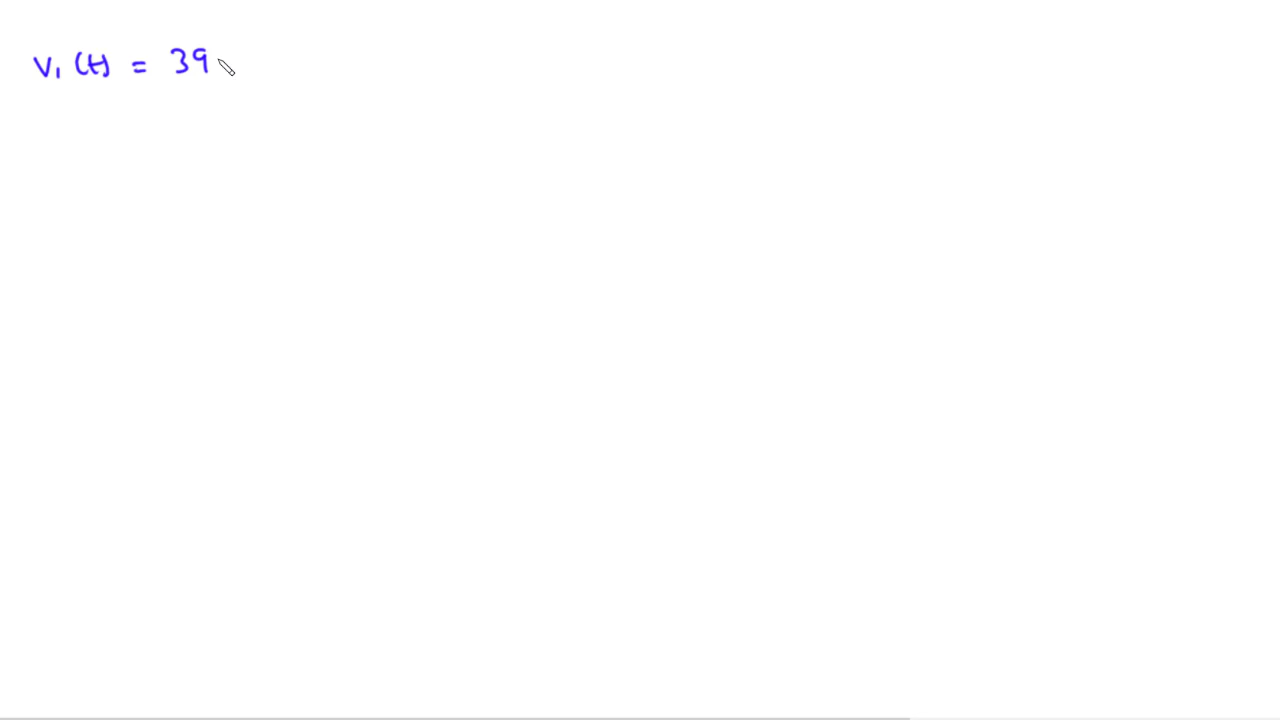 V₁ (t) = 39